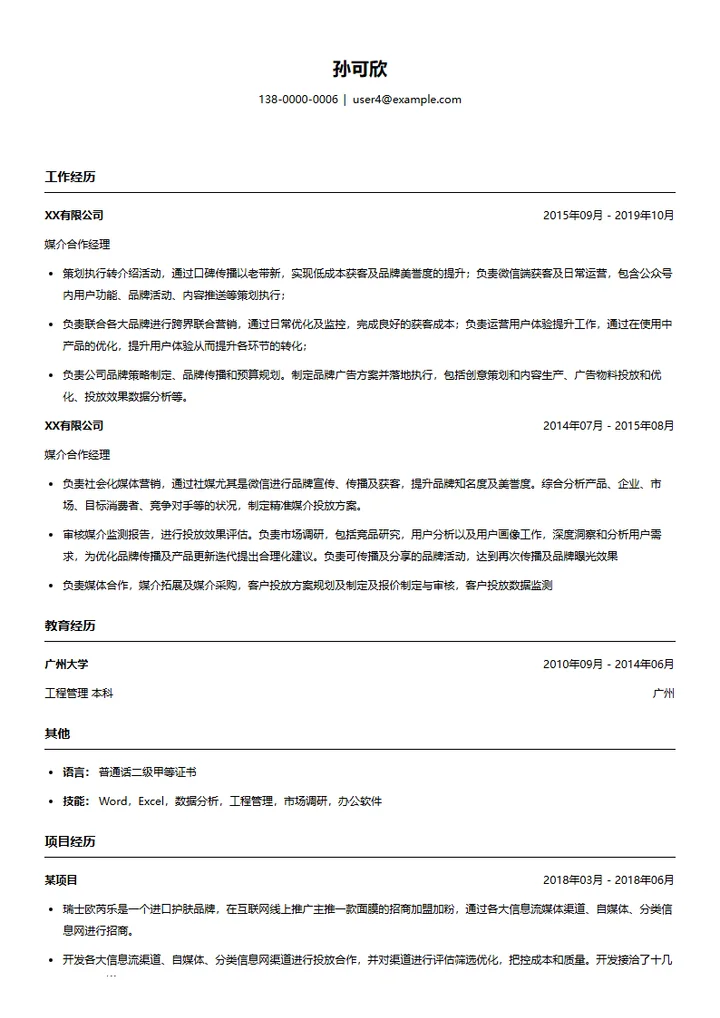 孙可欣
138-0000-0006 | user4@example.com
工作经历
XX有限公司 2015年09月 - 2019年10月
媒介合作经理
• 策划执行转介绍活动，通过口碑传播以老带新，实现低成本获客及品牌美誉度的提升；负责微信端获客及日常运营，包含公众号
内用户功能、品牌活动、内容推送等策划执行；
• 负责联合各大品牌进行跨界联合营销，通过日常优化及监控，完成良好的获客成本；负责运营用户体验提升工作，通过在使用中
产品的优化，提升用户体验从而提升各环节的转化；
• 负责公司品牌策略制定、品牌传播和预算规划。制定品牌广告方案并落地执行，包括创意策划和内容生产、广告物料投放和优
化、投放效果数据分析等。
XX有限公司 2014年07月 - 2015年08月
媒介合作经理
• 负责社会化媒体营销，通过社媒尤其是微信进行品牌宣传、传播及获客，提升品牌知名度及美誉度。综合分析产品、企业、市
场、目标消费者、竞争对手等的状况，制定精准媒介投放方案。
• 审核媒介监测报告，进行投放效果评估。负责市场调研，包括竞品研究，用户分析以及用户画像工作，深度洞察和分析用户需
求，为优化品牌传播及产品更新迭代提出合理化建议。负责可传播及分享的品牌活动，达到再次传播及品牌曝光效果
• 负责媒体合作，媒介拓展及媒介采购，客户投放方案规划及制定及报价制定与审核，客户投放数据监测
教育经历
广州大学 2010年09月 - 2014年06月
工程管理 本科 广州
其他
• 语言： 普通话二级甲等证书
• 技能： Word，Excel，数据分析，工程管理，市场调研，办公软件
项目经历
某项目 2018年03月 - 2018年06月
• 瑞士欧芮乐是一个进口护肤品牌，在互联网线上推广主推一款面膜的招商加盟加粉，通过各大信息流媒体渠道、自媒体、分类信
息网进行招商。
• 开发各大信息流渠道、自媒体、分类信息网渠道进行投放合作，并对渠道进行评估筛选优化，把控成本和质量。开发接洽了十几